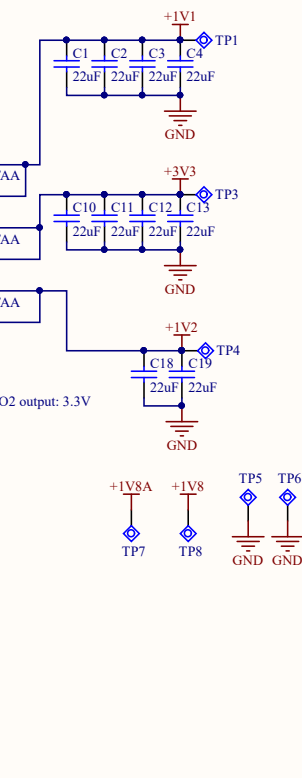 +1V1
TP1
C1 C2 C3 C4
22uF 22uF 22uF 22uF
GND
AA
+3V3
TP3
C10 C11 C12 C13
22uF 22uF 22uF 22uF
AA
GND
AA
+1V2
TP4
C18 C19
22uF 22uF
O2 output: 3.3V
GND
TP5 TP6
+1V8A +1V8
TP7 TP8
GND GND